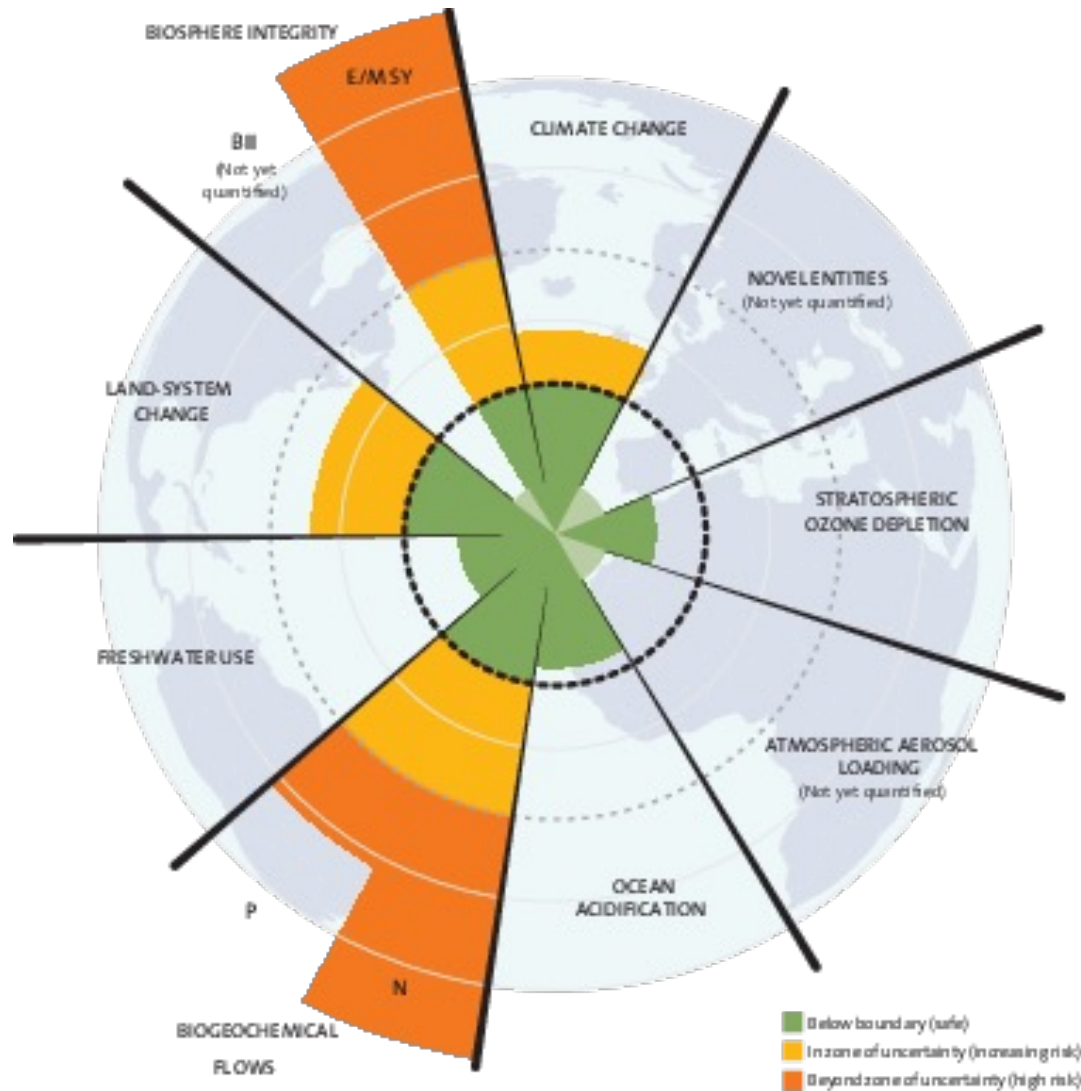 BIOSPHERE INTEGRITY
E/MSY
BII
(Not yet
quantified)
CLIMATE CHANGE
NOVEL ENTITIES
(Not yet quantified)
LAND-SYSTEM
CHANGE
STRATOSPHERIC
OZONE DEPLETION
FRESHWATER USE
ATMOSPHERIC AEROSOL
LOADING
(Not yet quantified)
OCEAN
ACIDIFICATION
P
N
BIOGEOCHEMICAL
FLOWS
Below boundary (safe)
In zone of uncertainty (increasing risk)
Beyond zone of uncertainty (high risk)